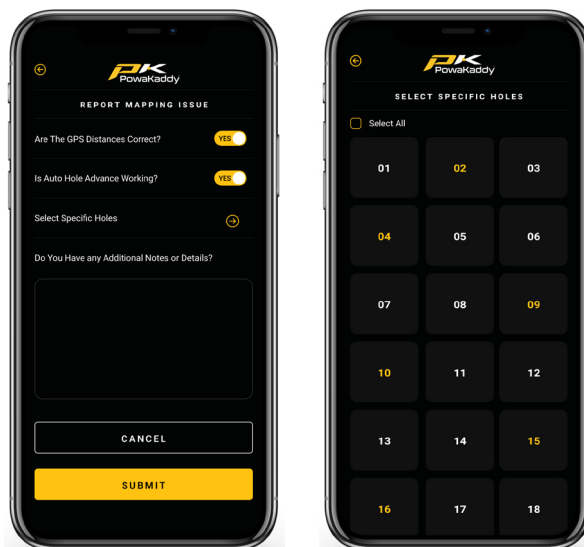 PK
PowaKaddy
REPORT MAPPING ISSUE
Are The GPS Distances Correct?
YES
Is Auto Hole Advance Working?
YES
Select Specific Holes
Do You Have any Additional Notes or Details?
CANCEL
SUBMIT
PK
PowaKaddy
SELECT SPECIFIC HOLES
Select All
01 02 03
04 05 06
07 08 09
10 11 12
13 14 15
16 17 18